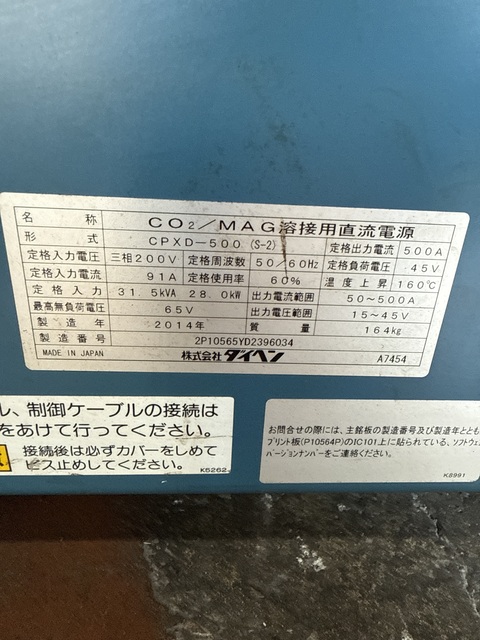 名称 CO₂/MAG溶接用直流電源
形式 CPXD-500 (S-2) 定格出力電流 500A
定格入力電圧 三相200V 定格周波数 50/60Hz 定格負荷電圧 45V
定格入力電流 91A 定格使用率 60% 温度上昇 160℃
定格入力 31.5kVA 28.0kW 出力電流範囲 50~500A
最高無負荷電圧 65V 出力電圧範囲 15~45V
製造年 2014年 質量 164kg
製造番号 2P10565YD2396034
MADE IN JAPAN 株式会社ダイヘン A7454
ル、制御ケーブルの接続は
をあけて行ってください。
接続後は必ずカバーをしめて
ビス止めしてください。
K5262
お問合せの際には、主銘板の製造番号及び製造年ととも
プリント板(P10564P)のIC101上に貼られている、ソフトウェ
バージョンナンバーをご連絡ください。
K8991